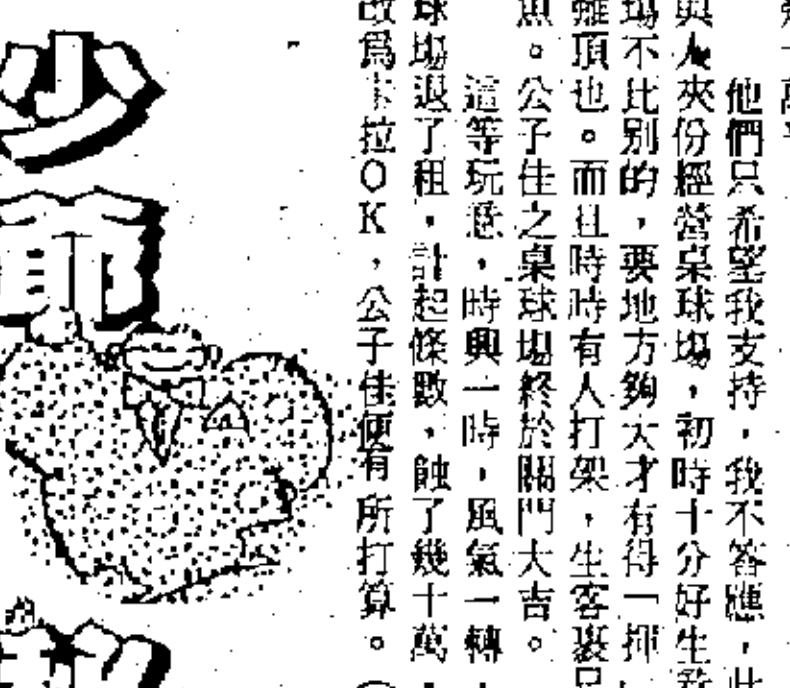 他們只希望我支持，我不答應，此
與人夾份經營桌球場，初時十分好生
場不比別的，要地方夠大才有得一揮
離頂也。而且時時有人打架，生客裹足
魚。公子佳之桌球場終於關門大吉。
這等玩意，時興一時，風氣一轉，
球場退了租，計起條數，蝕了幾十萬，
改爲卡拉OK，公子佳便有所打算。
少爺